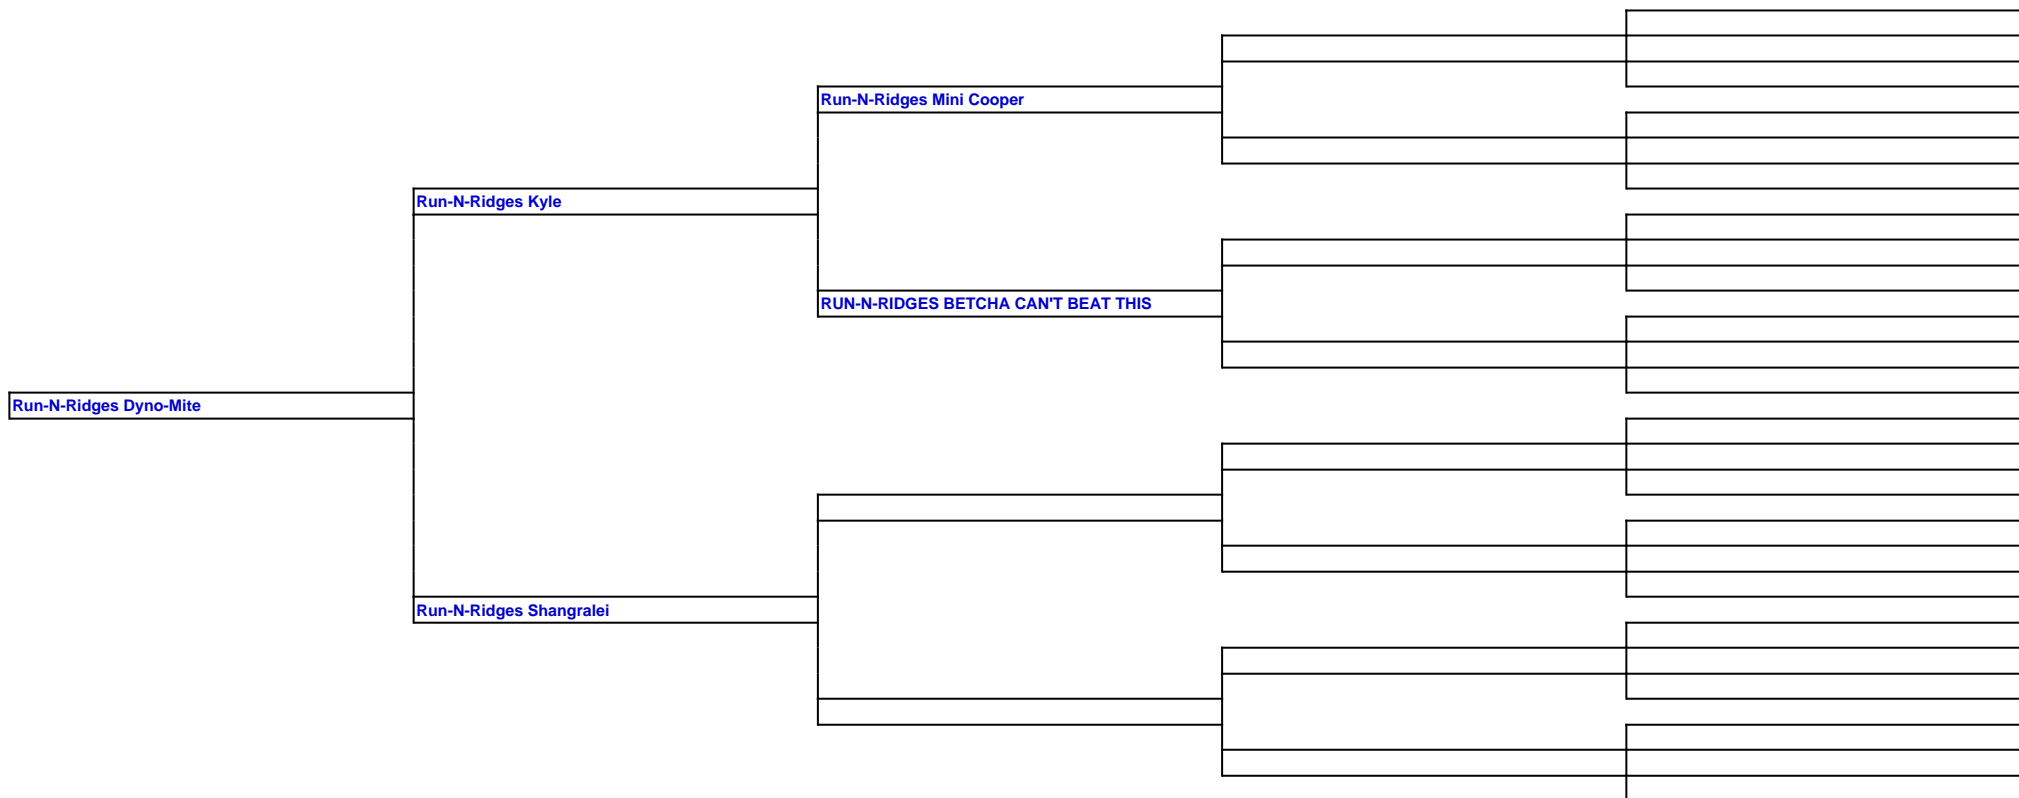 Run-N-Ridges Mini Cooper
Run-N-Ridges Kyle
RUN-N-RIDGES BETCHA CAN'T BEAT THIS
Run-N-Ridges Dyno-Mite
Run-N-Ridges Shangralei